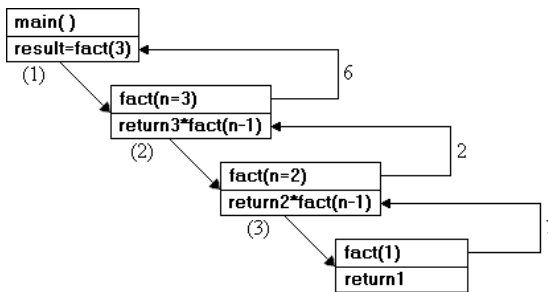 main( )
result=fact(3)
(1)
6
fact(n=3)
return3*fact(n-1)
(2)
2
fact(n=2)
return2*fact(n-1)
(3)
fact(1)
return1